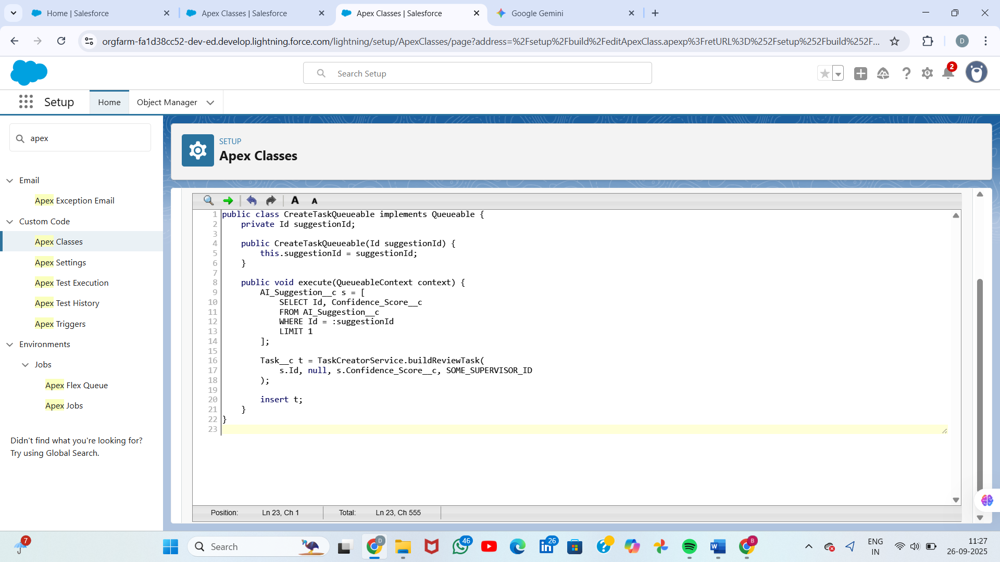 Home | Salesforce
Apex Classes | Salesforce
Apex Classes | Salesforce
Google Gemini
orgfarm-fa1d38cc52-dev-ed.develop.lightning.force.com/lightning/setup/ApexClasses/page?address=%2Fsetup%2Fbuild%2FeditApexClass.apexp%3FretURL%3D%252Fsetup%252Fbuild%252F...
D
Search Setup
2
Setup
Home
Object Manager
apex
Email
Apex Exception Email
Custom Code
Apex Classes
Apex Settings
Apex Test Execution
Apex Test History
Apex Triggers
Environments
Jobs
Apex Flex Queue
Apex Jobs
Didn't find what you're looking for?
Try using Global Search.
SETUP
Apex Classes
A A
1 public class CreateTaskQueueable implements Queueable {
2 private Id suggestionId;
3
4 public CreateTaskQueueable(Id suggestionId) {
5 this.suggestionId = suggestionId;
6 }
7
8 public void execute(QueueableContext context) {
9 AI_Suggestion__c s = [
10 SELECT Id, Confidence_Score__c
11 FROM AI_Suggestion__c
12 WHERE Id = :suggestionId
13 LIMIT 1
14 ];
15
16 Task__c t = TaskCreatorService.buildReviewTask(
17 s.Id, null, s.Confidence_Score__c, SOME_SUPERVISOR_ID
18 );
19
20 insert t;
21 }
22 }
23
Position: Ln 23, Ch 1 Total: Ln 23, Ch 555
7
Search
D
46
26
B
ENG
IN
11:27
26-09-2025